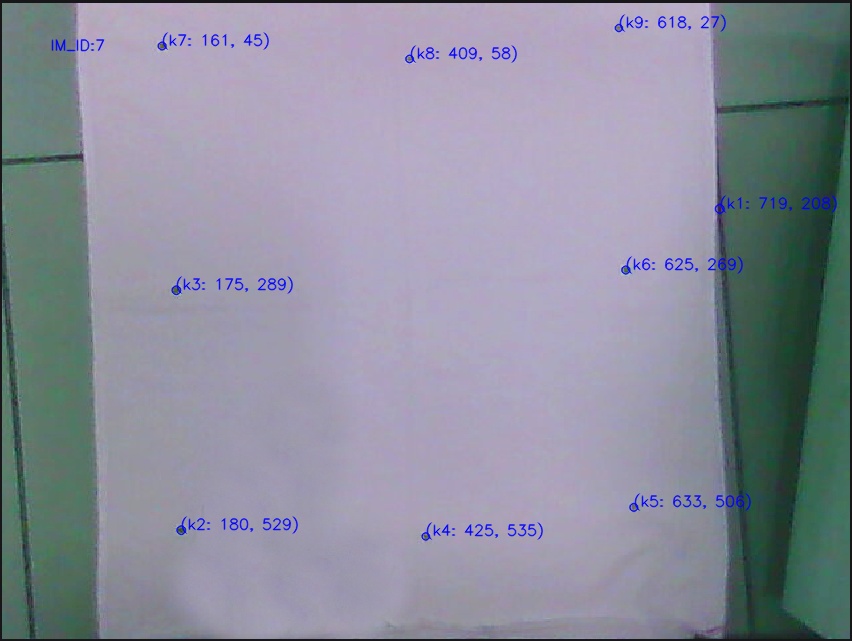 (k9: 618, 27)
IM_ID:7
(k7: 161, 45)
(k8: 409, 58)
(k1: 719, 208)
(k6: 625, 269)
(k3: 175, 289)
(k5: 633, 506)
(k2: 180, 529)
(k4: 425, 535)